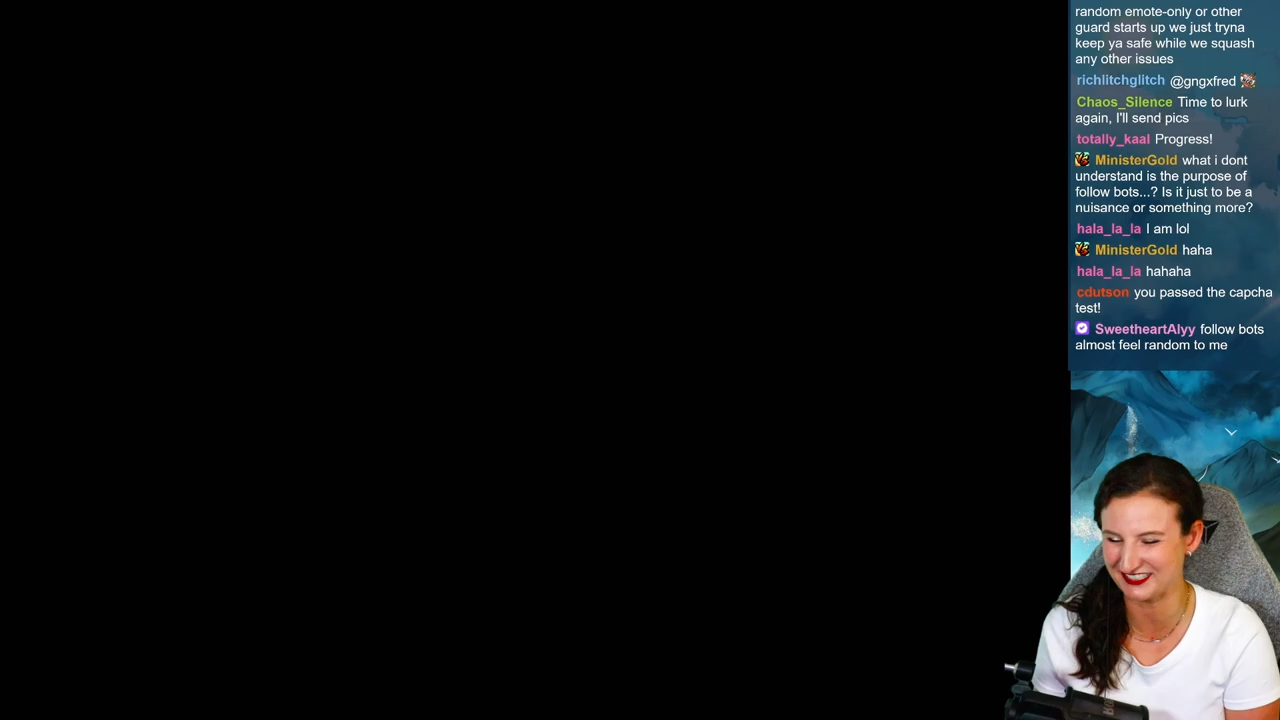 random emote-only or other
guard starts up we just tryna
keep ya safe while we squash
any other issues
richlitchglitch @gngxfred
Chaos_Silence Time to lurk
again, I'll send pics
totally_kaal Progress!
MinisterGold what i dont
understand is the purpose of
follow bots...? Is it just to be a
nuisance or something more?
hala_la_la I am lol
MinisterGold haha
hala_la_la hahaha
cdutson you passed the capcha
test!
SweetheartAlyy follow bots
almost feel random to me